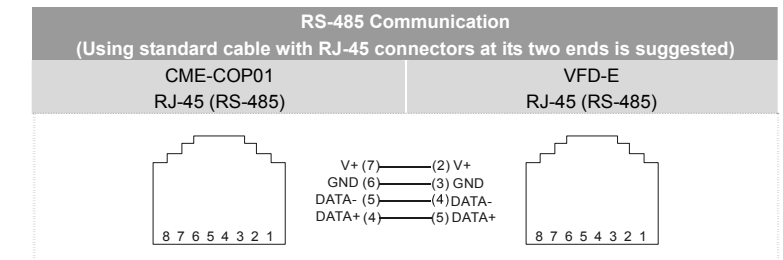 RS-485 Communication
(Using standard cable with RJ-45 connectors at its two ends is suggested)
CME-COP01
RJ-45 (RS-485)
VFD-E
RJ-45 (RS-485)
V+ (7) (2) V+
GND (6) (3) GND
DATA- (5) (4) DATA-
DATA+ (4) (5) DATA+
8 7 6 5 4 3 2 1
8 7 6 5 4 3 2 1